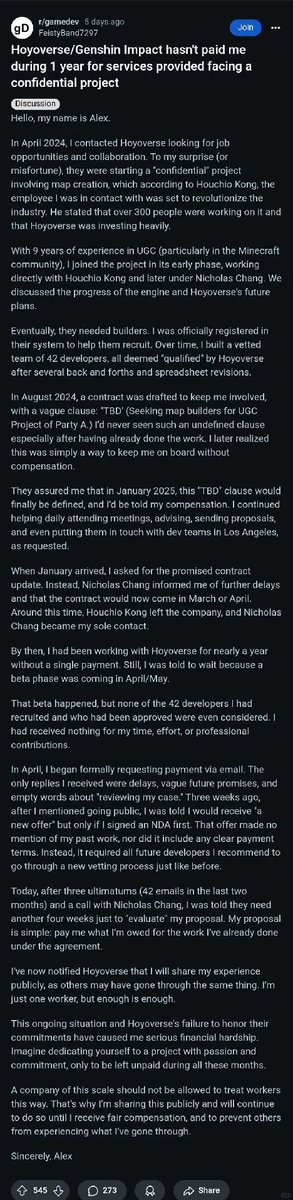 gD
r/gamedev 5 days ago
FeistyBand7297
Join
Hoyoverse/Genshin Impact hasn't paid me
during 1 year for services provided facing a
confidential project
Discussion
Hello, my name is Alex.
In April 2024, I contacted Hoyoverse looking for job
opportunities and collaboration. To my surprise (or
misfortune), they were starting a "confidential" project
involving map creation, which according to Houchio Kong, the
employee I was in contact with was set to revolutionize the
industry. He stated that over 300 people were working on it and
that Hoyoverse was investing heavily.
With 9 years of experience in UGC (particularly in the Minecraft
community), I joined the project in its early phase, working
directly with Houchio Kong and later under Nicholas Chang. We
discussed the progress of the engine and Hoyoverse's future
plans.
Eventually, they needed builders. I was officially registered in
their system to help them recruit. Over time, I built a vetted
team of 42 developers, all deemed "qualified" by Hoyoverse
after several back and forths and spreadsheet revisions.
In August 2024, a contract was drafted to keep me involved,
with a vague clause: "TBD' (Seeking map builders for UGC
Project of Party A.) I'd never seen such an undefined clause
especially after having already done the work. I later realized
this was simply a way to keep me on board without
compensation.
They assured me that in January 2025, this "TBD" clause would
finally be defined, and I'd be told my compensation. I continued
helping daily attending meetings, advising, sending proposals,
and even putting them in touch with dev teams in Los Angeles,
as requested.
When January arrived, I asked for the promised contract
update. Instead, Nicholas Chang informed me of further delays
and that the contract would now come in March or April.
Around this time, Houchio Kong left the company, and Nicholas
Chang became my sole contact.
By then, I had been working with Hoyoverse for nearly a year
without a single payment. Still, I was told to wait because a
beta phase was coming in April/May.
That beta happened, but none of the 42 developers I had
recruited and who had been approved were even considered. I
had received nothing for my time, effort, or professional
contributions.
In April, I began formally requesting payment via email. The
only replies I received were delays, vague future promises, and
empty words about "reviewing my case." Three weeks ago,
after I mentioned going public, I was told I would receive "a
new offer" but only if I signed an NDA first. That offer made no
mention of my past work, nor did it include any clear payment
terms. Instead, it required all future developers I recommend to
go through a new vetting process just like before.
Today, after three ultimatums (42 emails in the last two
months) and a call with Nicholas Chang, I was told they need
another four weeks just to "evaluate" my proposal. My proposal
is simple: pay me what I'm owed for the work I've already done
under the agreement.
I've now notified Hoyoverse that I will share my experience
publicly, as others may have gone through the same thing. I'm
just one worker, but enough is enough.
This ongoing situation and Hoyoverse's failure to honor their
commitments have caused me serious financial hardship.
Imagine dedicating yourself to a project with passion and
commitment, only to be left unpaid during all these months.
A company of this scale should not be allowed to treat workers
this way. That's why I'm sharing this publicly and will continue
to do so until I receive fair compensation, and to prevent others
from experiencing what I've gone through.
Sincerely, Alex
545
273
Share